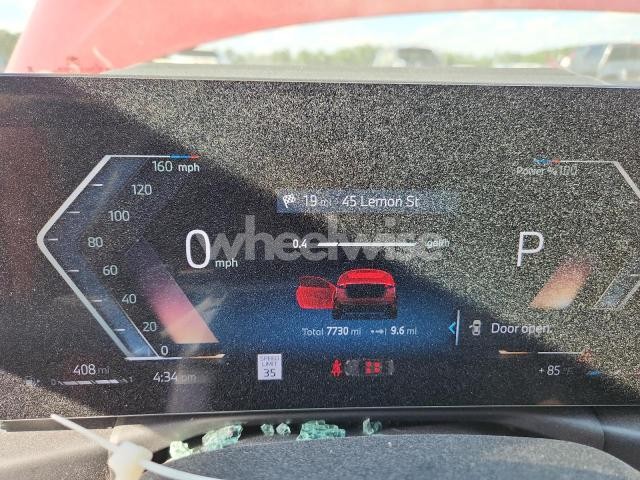 160 mph
120
100
80
60
40
20
0
0 mph
Power % 100
19 mi 45 Lemon St
0.4 gal/h
wheelwise
P
Total 7730 mi 9.6 mi
Door open.
408 mi
4:34 pm
SPEED LIMIT
35
+85 °F